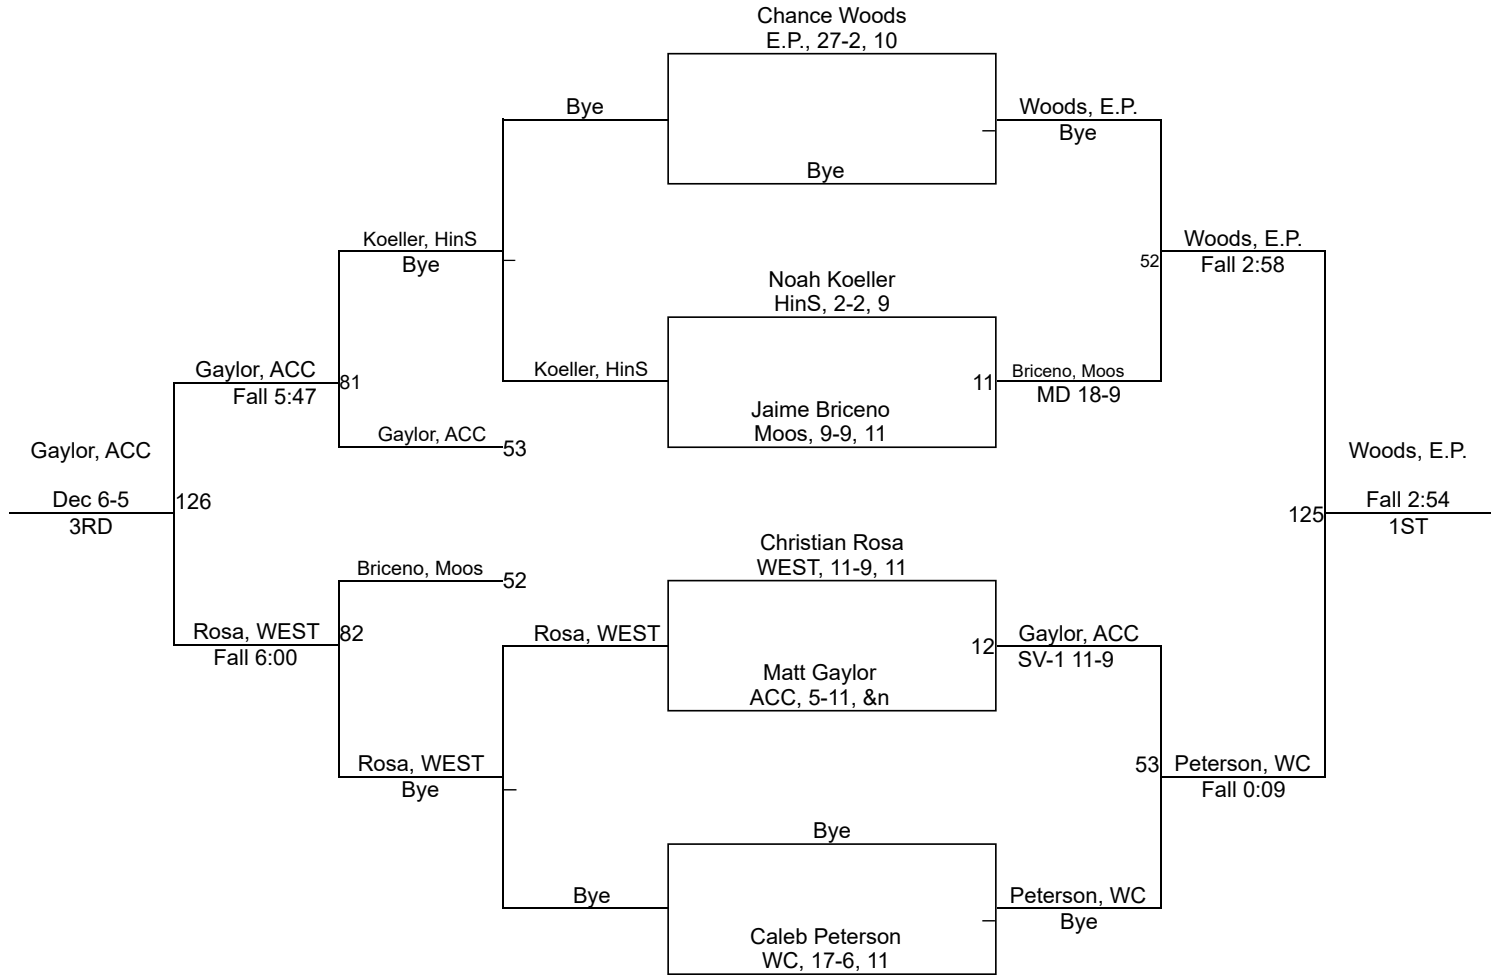 Chance Woods
E.P., 27-2, 10
Bye
Woods, E.P.
Bye
Bye
Koeller, HinS
Bye
Woods, E.P.
52
Fall 2:58
Noah Koeller
HinS, 2-2, 9
Gaylor, ACC
81
Fall 5:47
Koeller, HinS
11
Briceno, Moos
MD 18-9
Jaime Briceno
Moos, 9-9, 11
Gaylor, ACC
53
Gaylor, ACC
Dec 6-5
126
3RD
Woods, E.P.
125
Fall 2:54
1ST
Christian Rosa
WEST, 11-9, 11
Briceno, Moos
52
Rosa, WEST
82
Fall 6:00
Rosa, WEST
12
Gaylor, ACC
SV-1 11-9
Matt Gaylor
ACC, 5-11, &n
Rosa, WEST
Bye
53
Peterson, WC
Fall 0:09
Bye
Bye
Peterson, WC
Bye
Caleb Peterson
WC, 17-6, 11